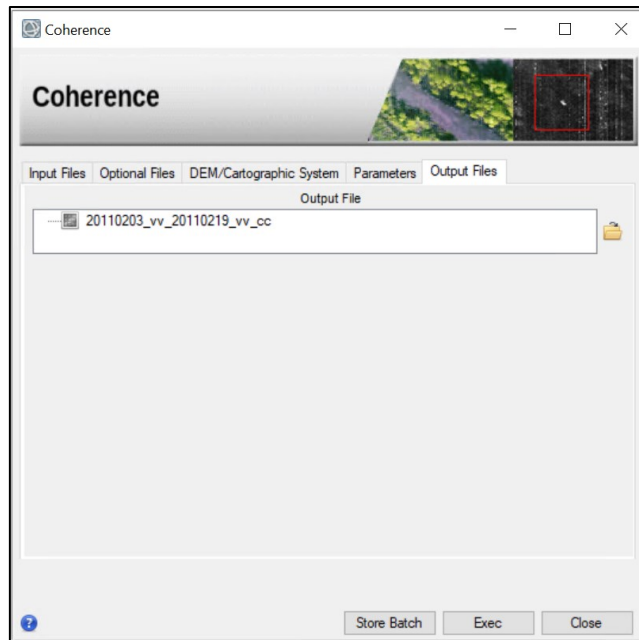 Coherence
Coherence
Input Files Optional Files DEM/Cartographic System Parameters Output Files
Output File
20110203_vv_20110219_vv_cc
?
Store Batch Exec Close